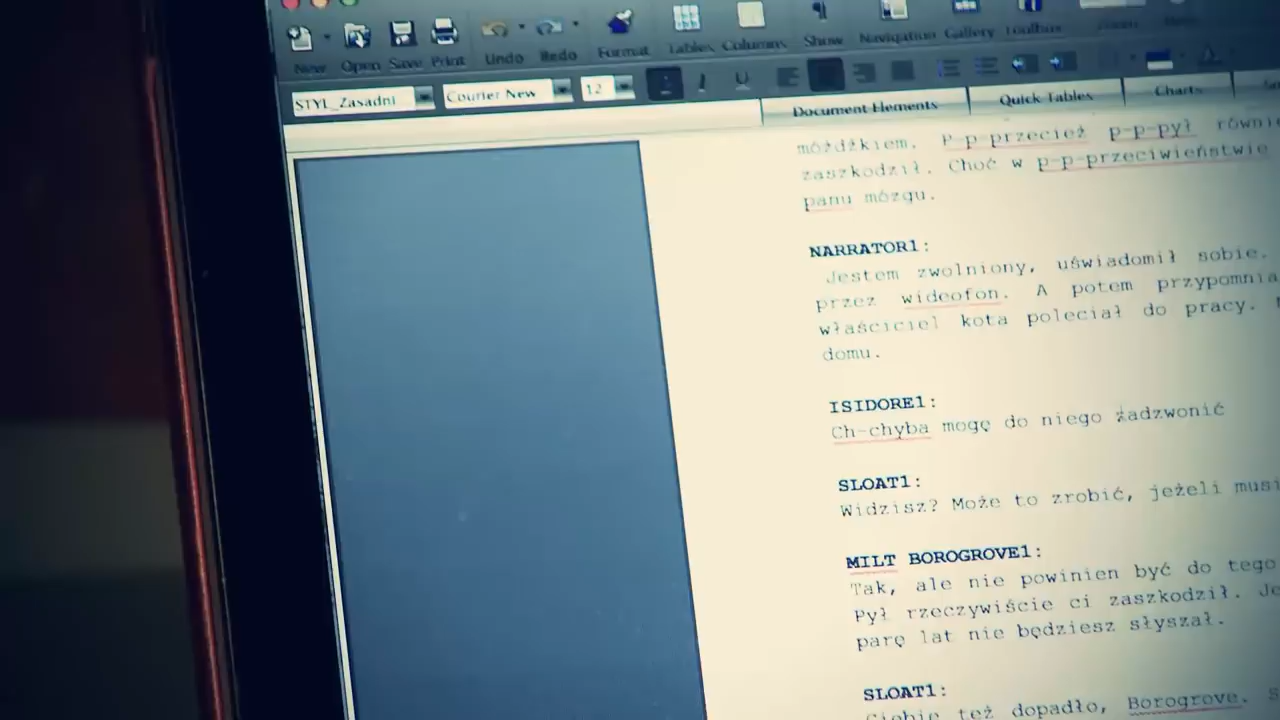 New Open Save Print Undo Redo Format Tables Columns Show Navigation Gallery Toolbox
STYL_Zasadni Courier New 12
Document Elements Quick Tables Charts
móżdżkiem. P-p-przecież p-p-pył równie
zaszkodził. Choć w p-p-przeciwieństwie
panu mózgu.
NARRATOR1:
Jestem zwolniony, uświadomił sobie.
przez wideofon. A potem przypomnia
właściciel kota poleciał do pracy.
domu.
ISIDORE1:
Ch-chyba mogę do niego zadzwonić
SLOAT1:
Widzisz? Może to zrobić, jeżeli musi
MILT BOROGROVE1:
Tak, ale nie powinien być do tego
Pył rzeczywiście ci zaszkodził. Je
parę lat nie będziesz słyszał.
SLOAT1:
Ciebie też dopadło, Borogrove. S